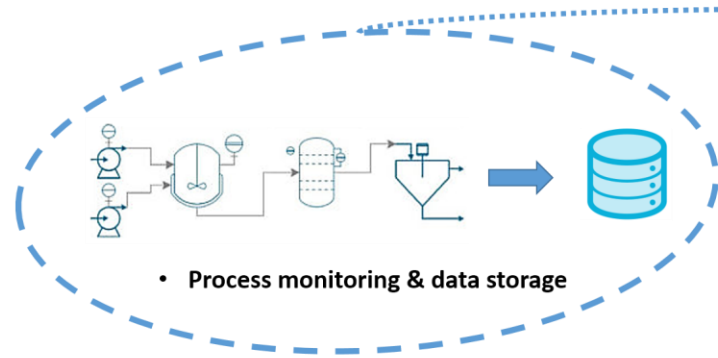 • Process monitoring & data storage